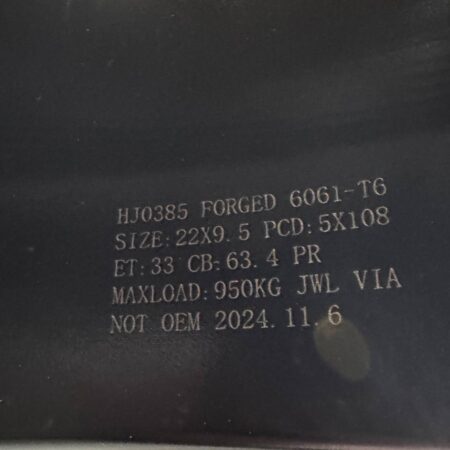 HJ0385 FORGED 6061-T6
SIZE:22X9.5 PCD:5X108
ET:33 CB:63.4 PR
MAXLOAD:950KG JWL VIA
NOT OEM 2024.11.6